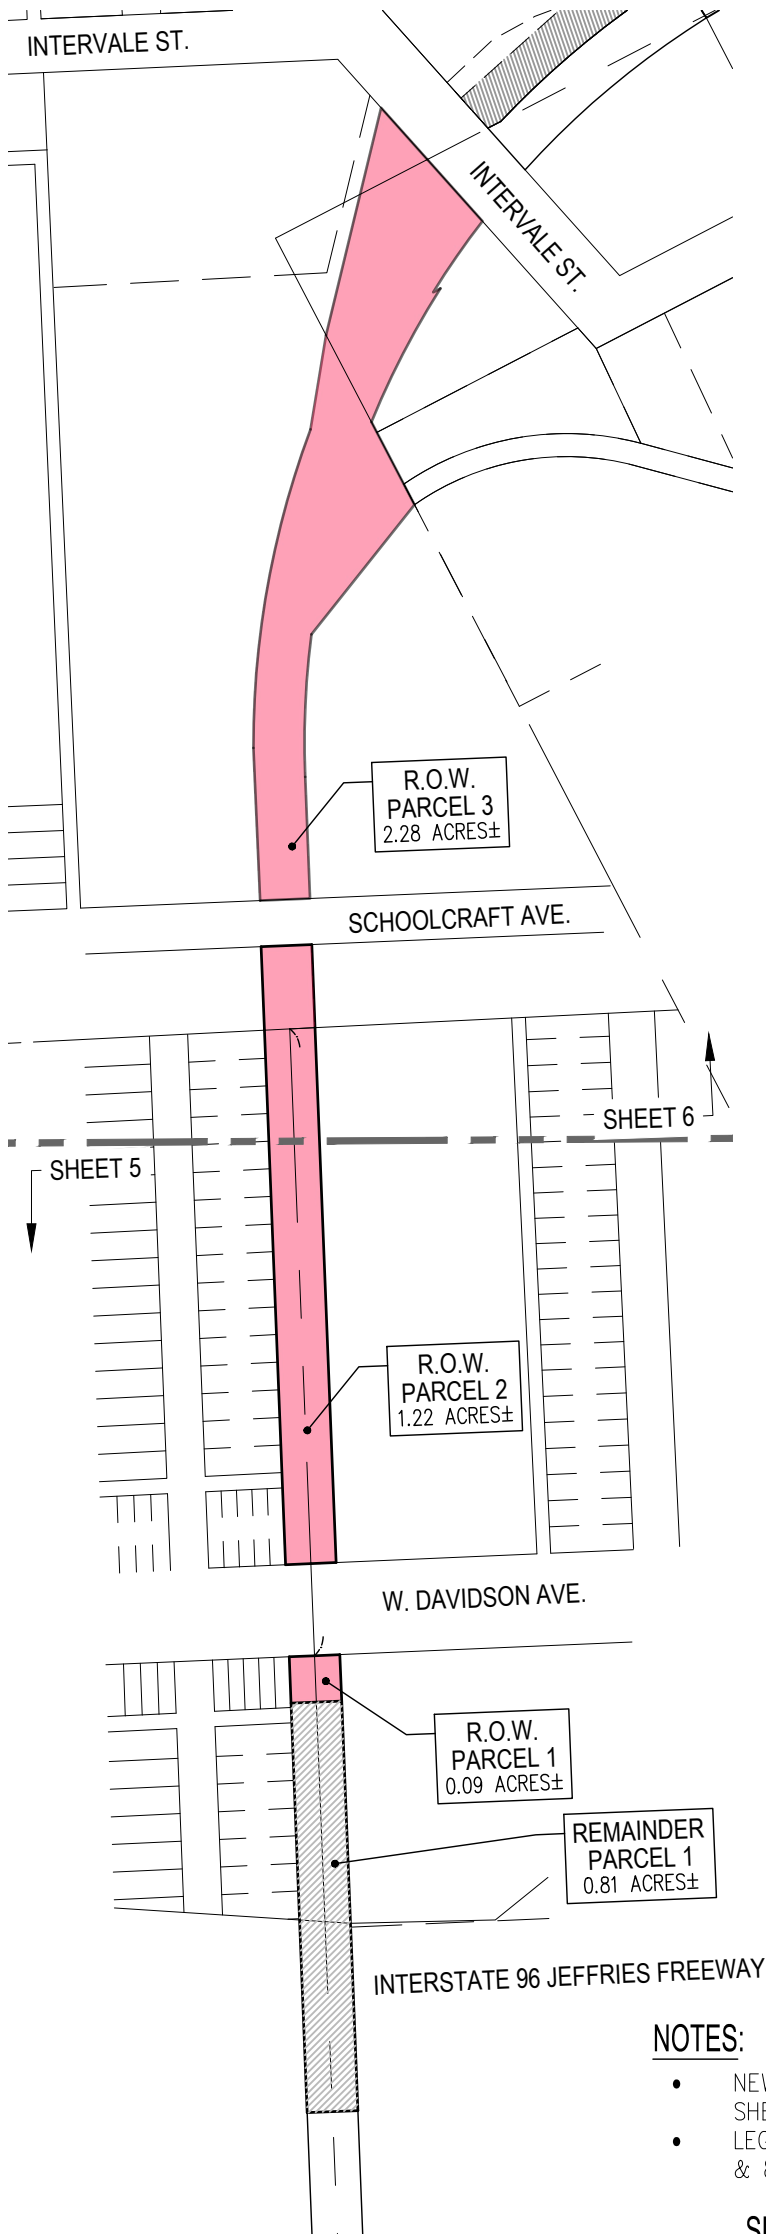 INTERVALE ST.
INTERVALE ST.
R.O.W.
PARCEL 3
2.28 ACRES±
SCHOOLCRAFT AVE.
SHEET 6
SHEET 5
R.O.W.
PARCEL 2
1.22 ACRES±
W. DAVIDSON AVE.
R.O.W.
PARCEL 1
0.09 ACRES±
REMAINDER
PARCEL 1
0.81 ACRES±
INTERSTATE 96 JEFFRIES FREEWAY
NOTES:
•
•
&